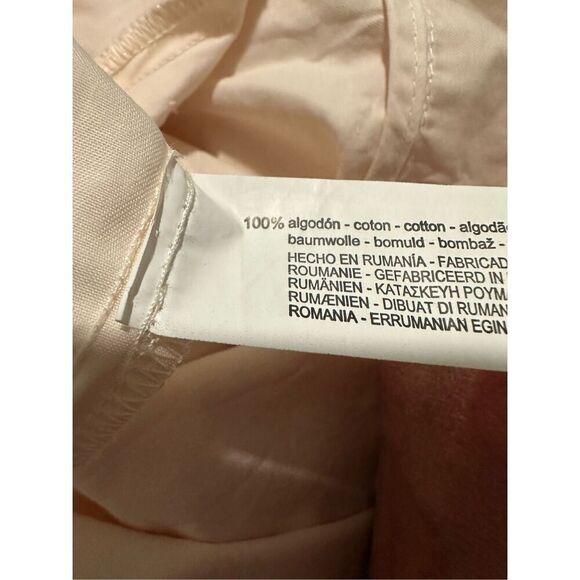 100% algodón - coton - cotton - algodão
baumwolle - bomuld - bombaž -
HECHO EN RUMANÍA - FABRICAD
ROUMANIE - GEFABRICEERD IN
RUMÄNIEN - ΚΑΤΑΣΚΕΥΗ ΡΟΥΜΑ
RUMÆNIEN - DIBUAT DI RUMAN
ROMANIA - ERRUMANIAN EGIN